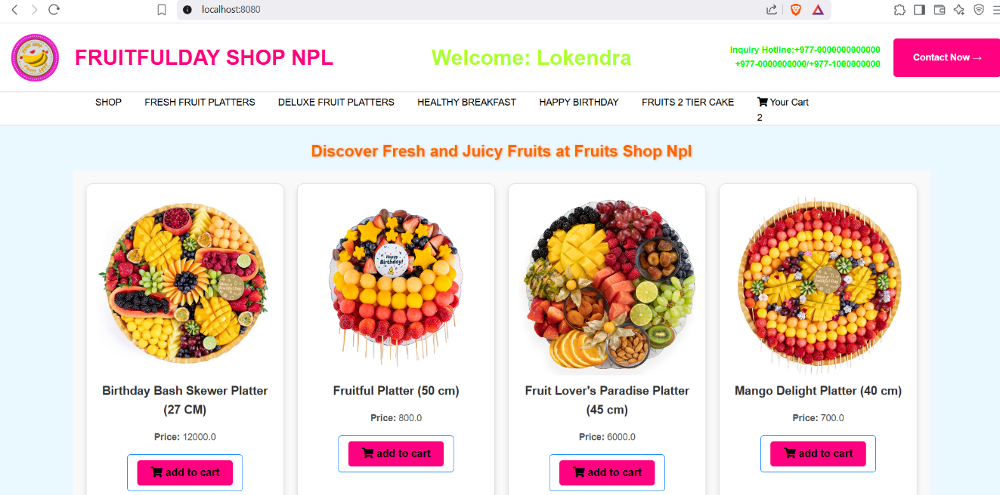 localhost:8080
FRUITFULDAY SHOP NPL
Welcome: Lokendra
Inquiry Hotline:+977-0000000000000
+977-0000000000/+977-1000000000
Contact Now →
SHOP FRESH FRUIT PLATTERS DELUXE FRUIT PLATTERS HEALTHY BREAKFAST HAPPY BIRTHDAY FRUITS 2 TIER CAKE Your Cart
2
Discover Fresh and Juicy Fruits at Fruits Shop Npl
Happy
Birthday!
Birthday Bash Skewer Platter
(27 CM)
Price: 12000.0
add to cart
Fruitful Platter (50 cm)
Price: 800.0
add to cart
Fruit Lover's Paradise Platter
(45 cm)
Price: 6000.0
add to cart
Mango Delight Platter (40 cm)
Price: 700.0
add to cart